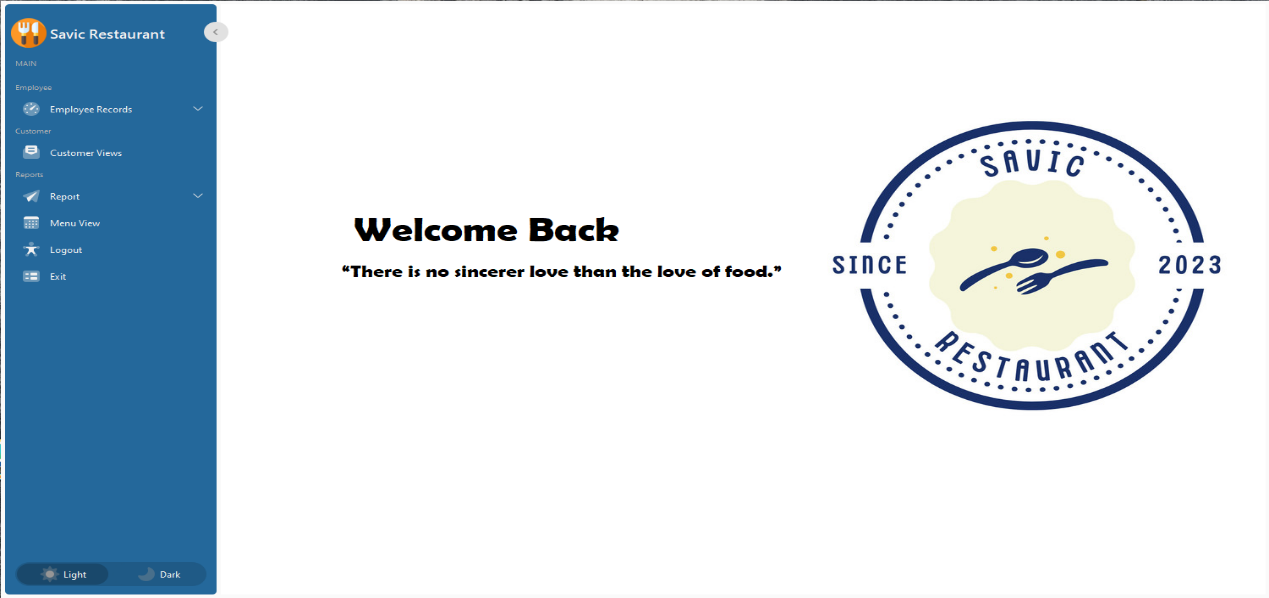 Savic Restaurant
MAIN
Employee
Employee Records
Customer
Customer Views
Reports
Report
Menu View
Logout
Exit
Light
Dark
Welcome Back
“There is no sincerer love than the love of food.”
SAVIC
SINCE 2023
RESTAURANT